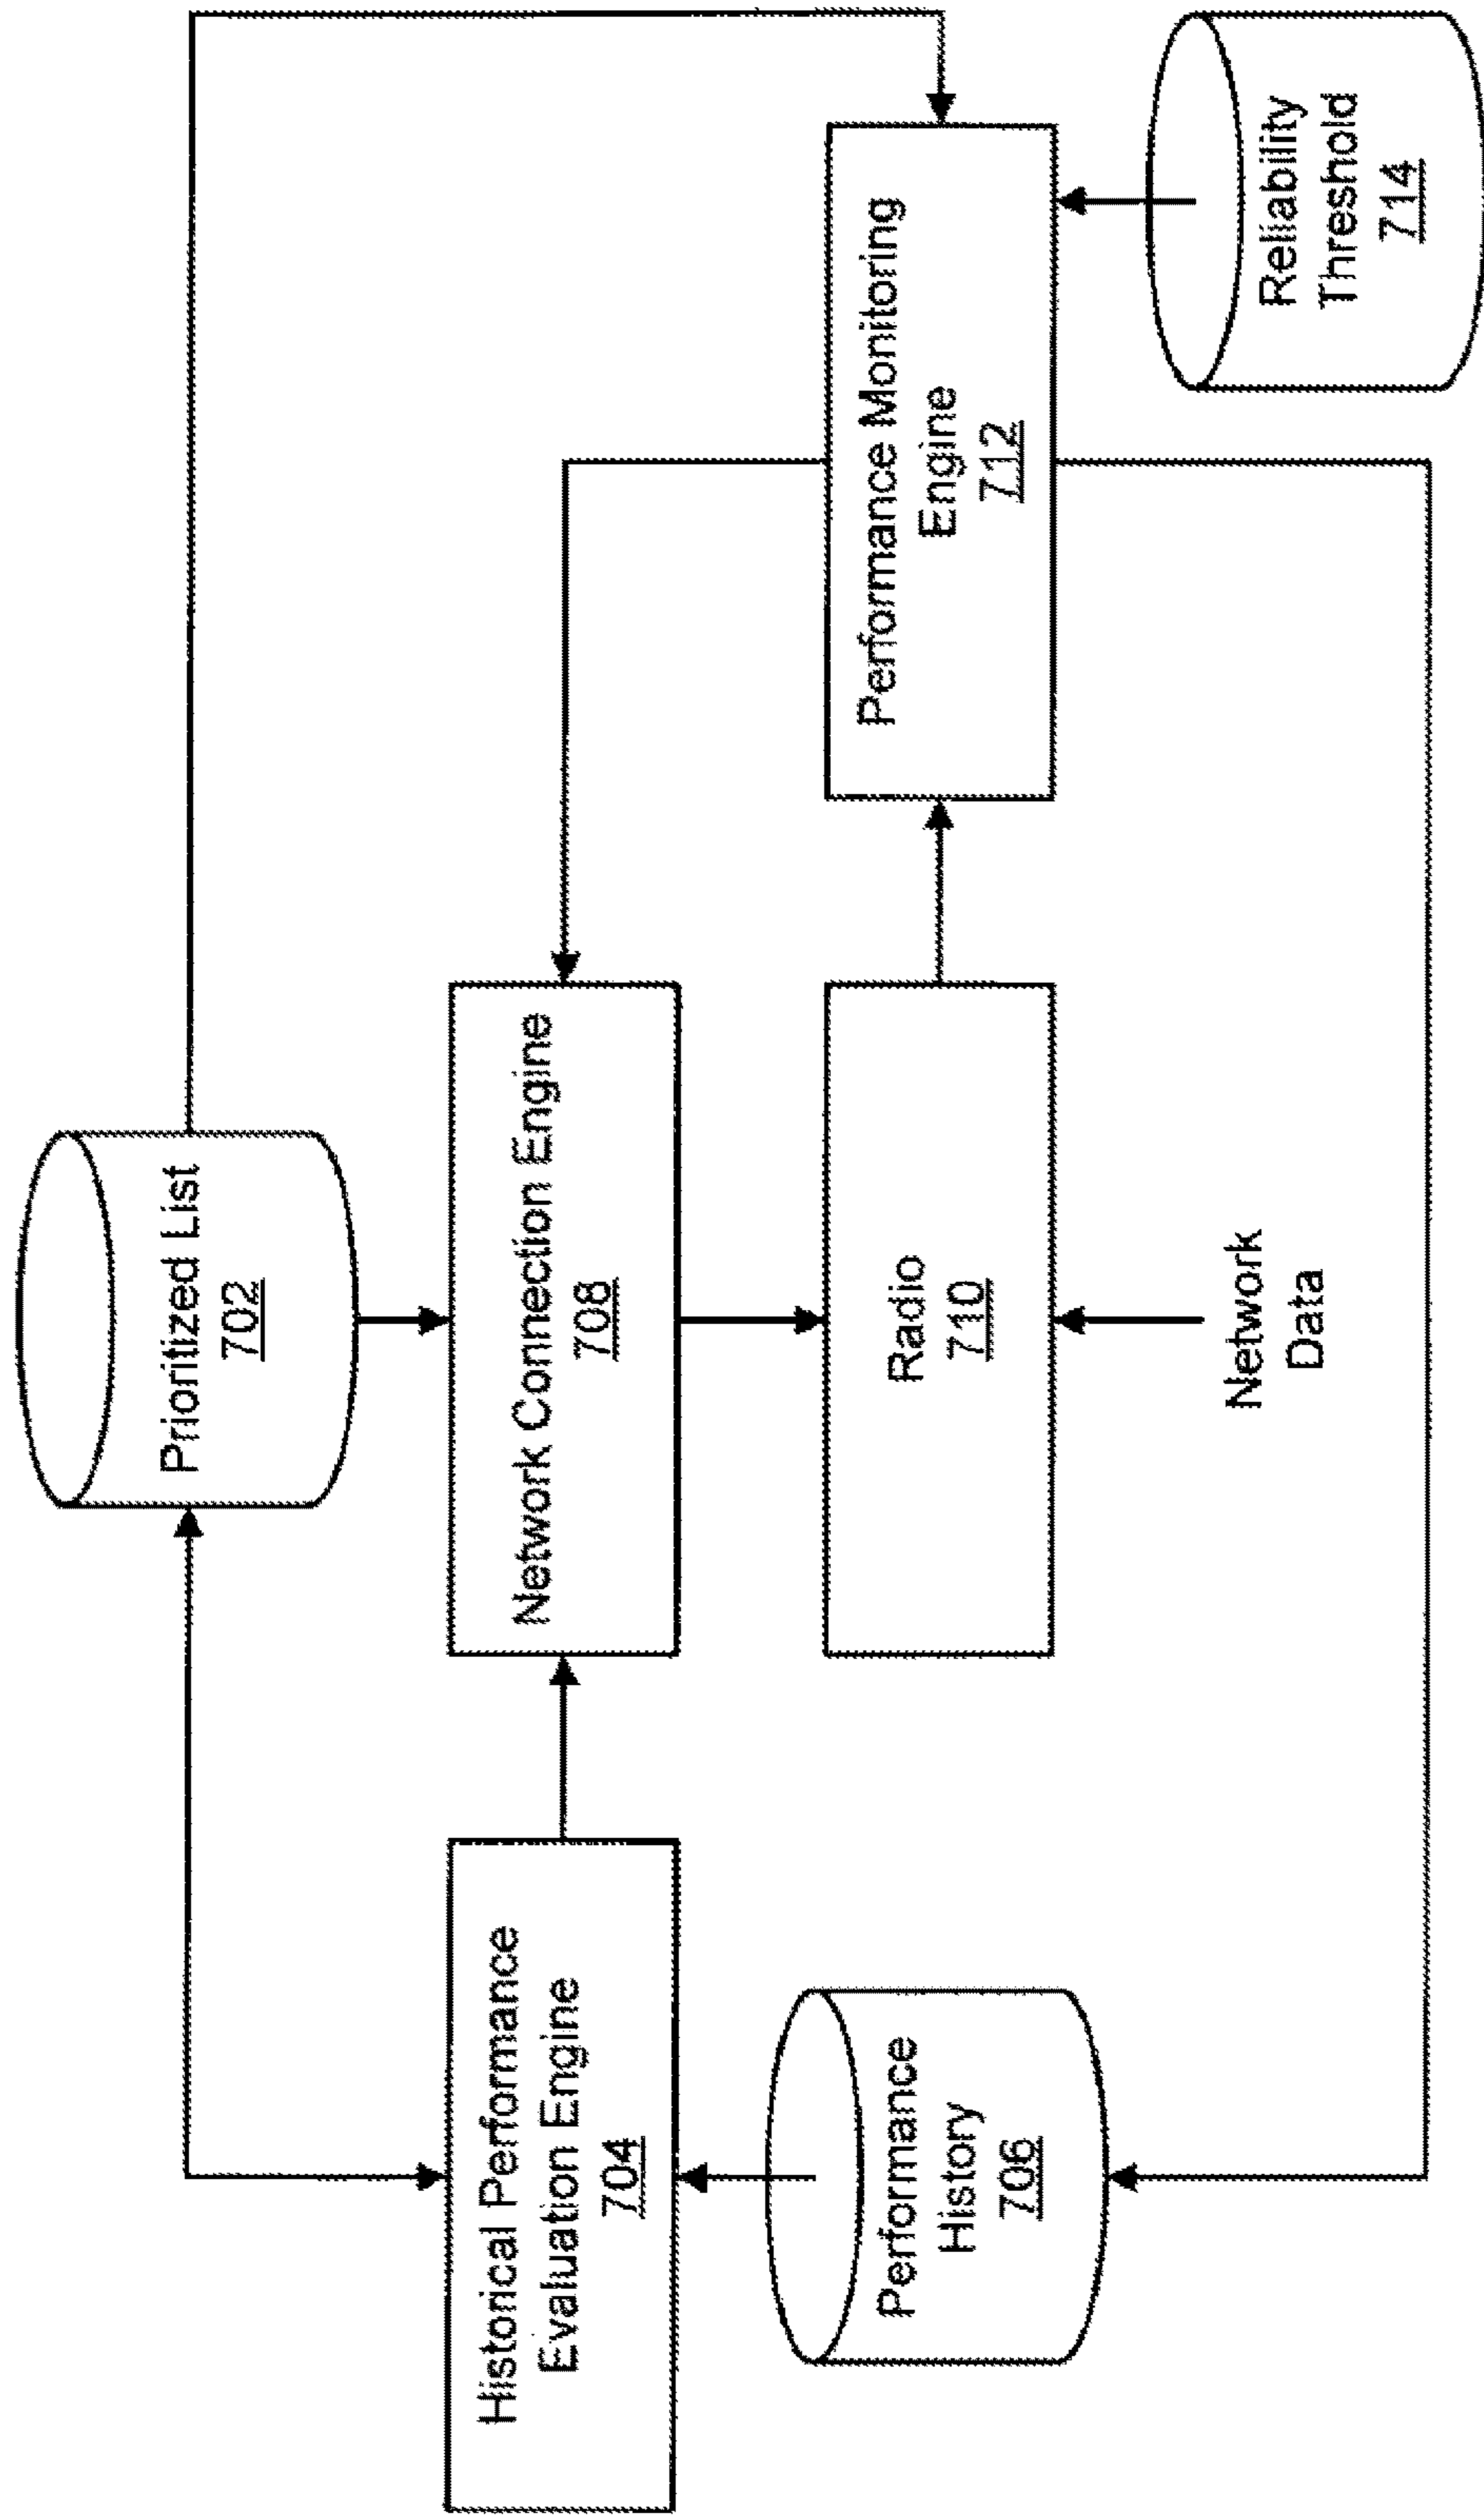 Prioritized List
702
Historical Performance
Evaluation Engine
704
Network Connection Engine
708
Performance
History
706
Radio
710
Performance Monitoring
Engine
712
Network
Data
Reliability
Threshold
714